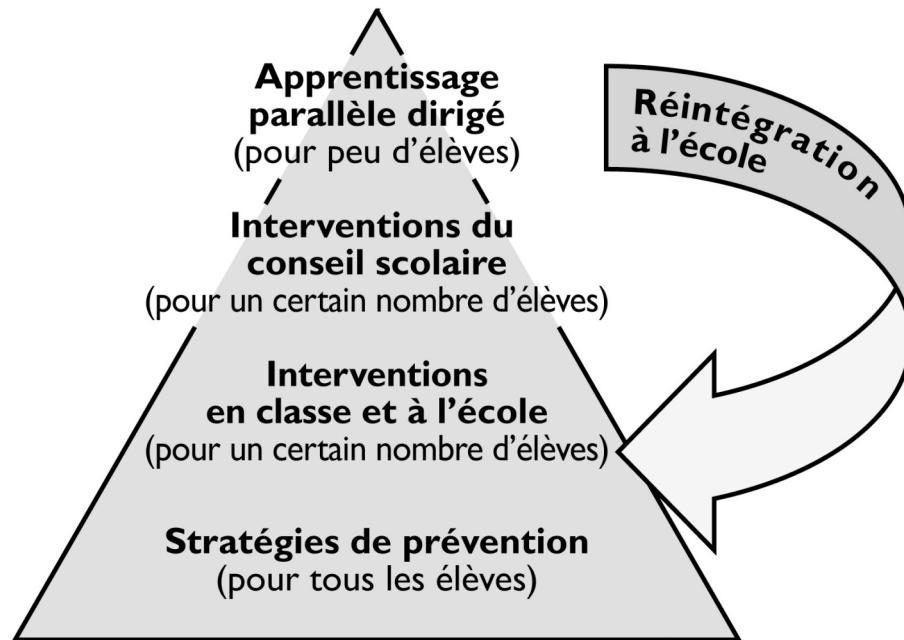 Apprentissage
parallèle dirigé
(pour peu d'élèves)
Réintégration
à l'école
Interventions du
conseil scolaire
(pour un certain nombre d'élèves)
Interventions
en classe et à l'école
(pour un certain nombre d'élèves)
Stratégies de prévention
(pour tous les élèves)